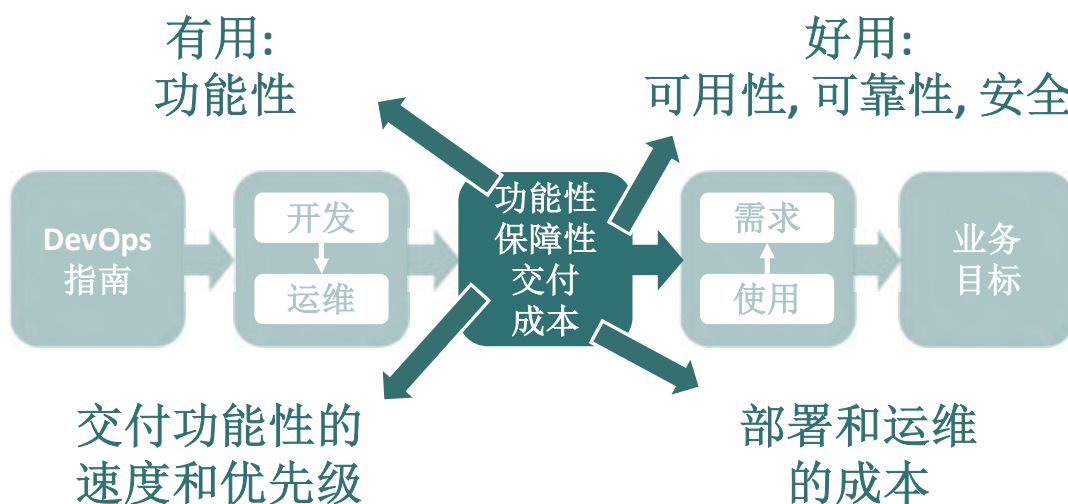 有用:
功能性
好用:
可用性, 可靠性, 安全
DevOps
指南
开发
运维
功能性
保障性
交付
成本
需求
使用
业务
目标
交付功能性的
速度和优先级
部署和运维
的成本